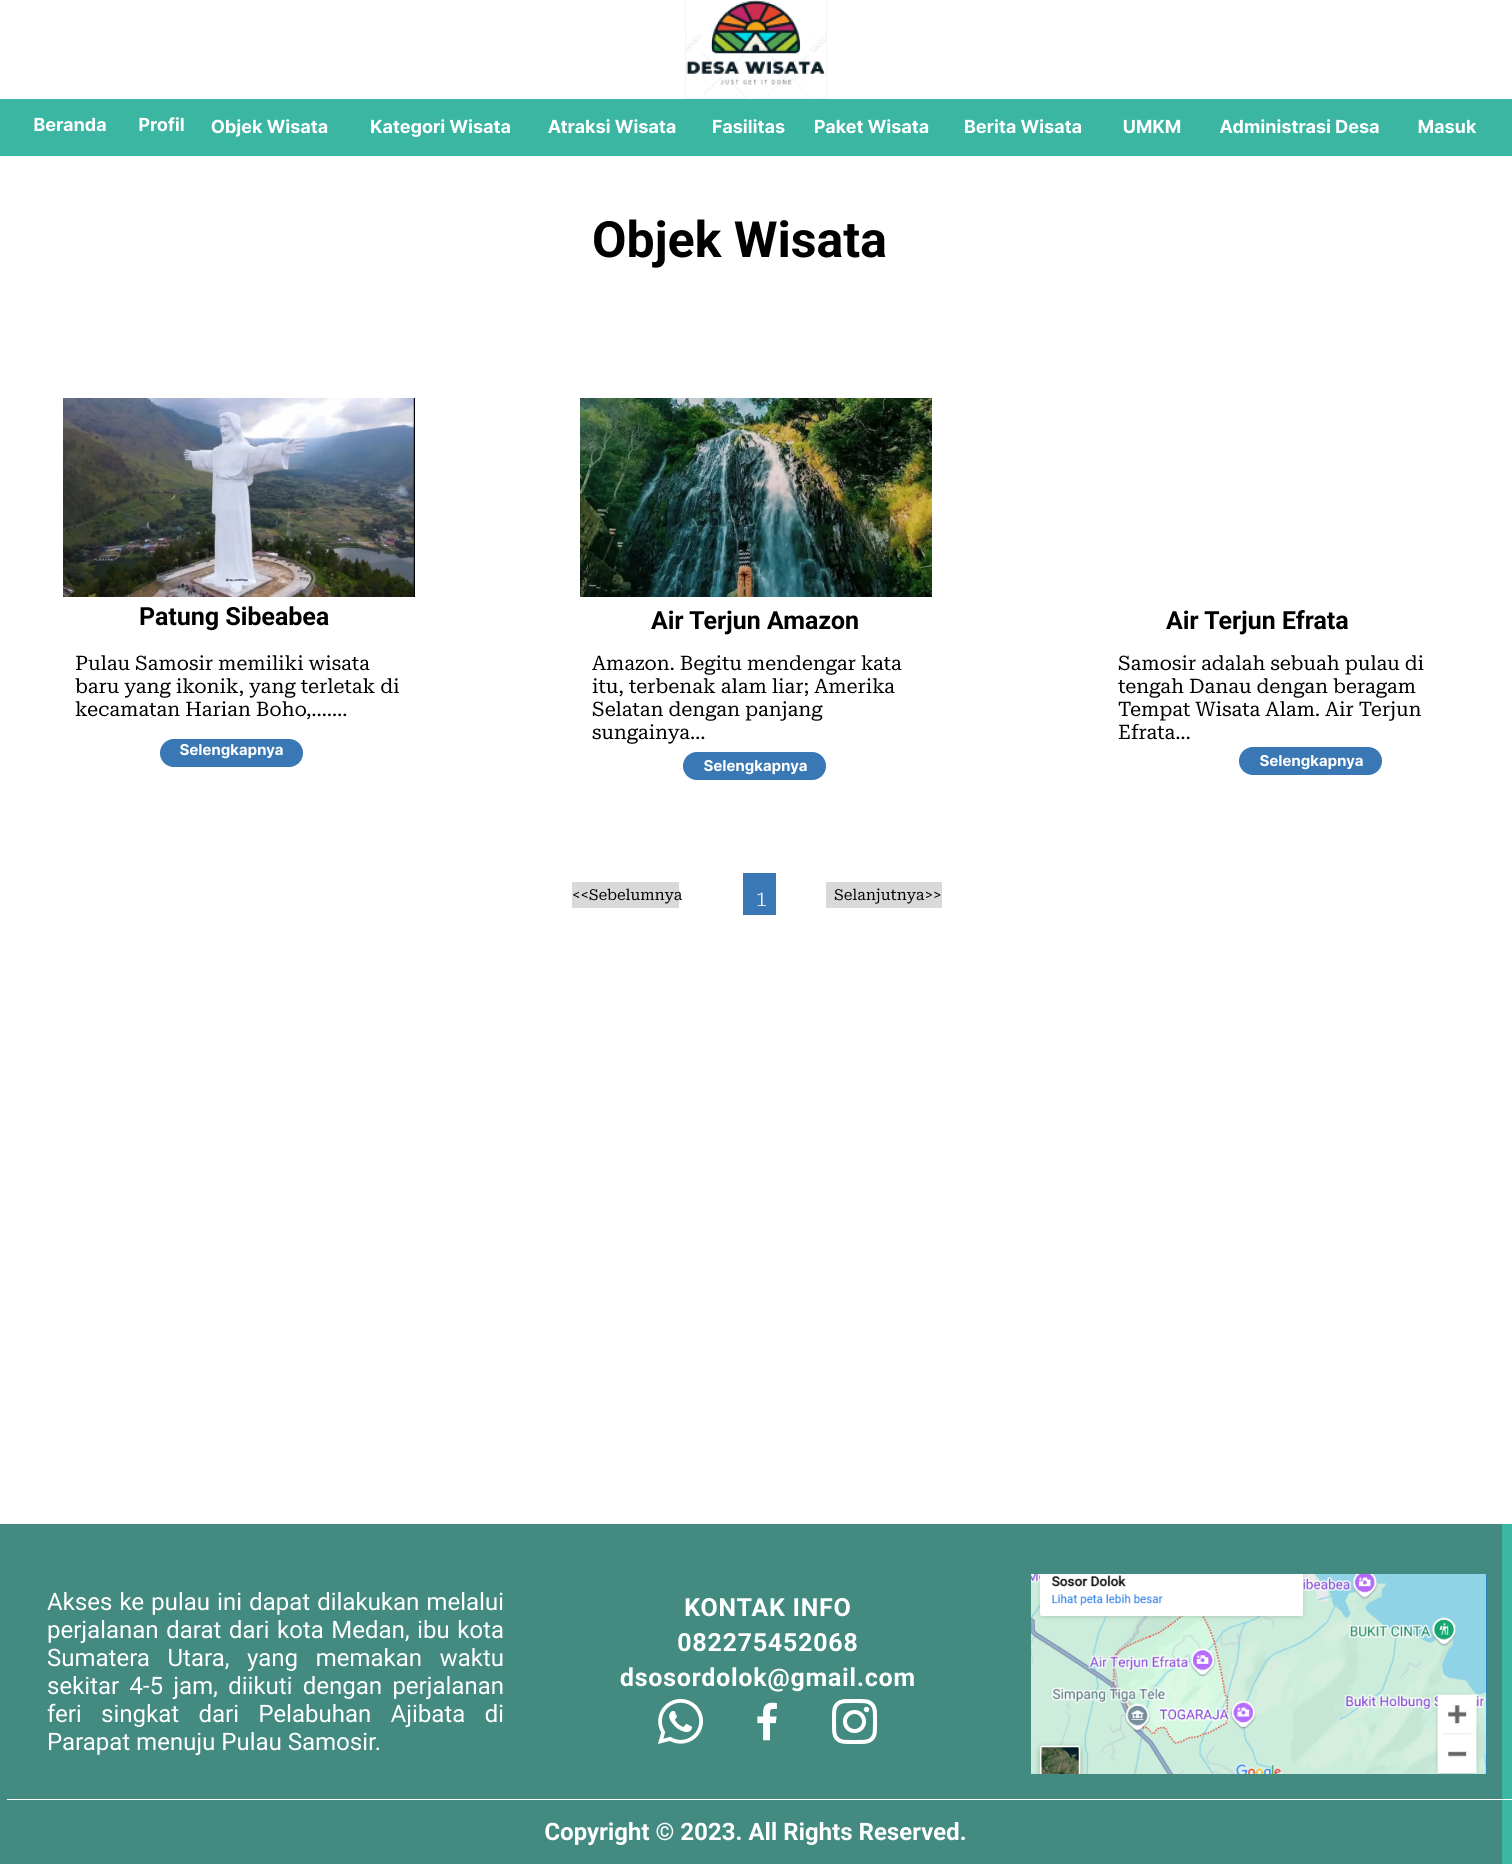 DESA WISATA
JUST GET IT DONE
Beranda Profil Objek Wisata Kategori Wisata Atraksi Wisata Fasilitas Paket Wisata Berita Wisata UMKM Administrasi Desa Masuk
Objek Wisata
Patung Sibeabea
Pulau Samosir memiliki wisata
baru yang ikonik, yang terletak di
kecamatan Harian Boho,.......
Selengkapnya
Air Terjun Amazon
Amazon. Begitu mendengar kata
itu, terbenak alam liar; Amerika
Selatan dengan panjang
sungainya...
Selengkapnya
Air Terjun Efrata
Samosir adalah sebuah pulau di
tengah Danau dengan beragam
Tempat Wisata Alam. Air Terjun
Efrata...
Selengkapnya
<<Sebelumnya 1 Selanjutnya>>
Akses ke pulau ini dapat dilakukan melalui
perjalanan darat dari kota Medan, ibu kota
Sumatera Utara, yang memakan waktu
sekitar 4-5 jam, diikuti dengan perjalanan
feri singkat dari Pelabuhan Ajibata di
Parapat menuju Pulau Samosir.
KONTAK INFO
082275452068
dsosordolok@gmail.com
Sosor Dolok
Lihat peta lebih besar
ibeabea
BUKIT CINTA
Air Terjun Efrata
Simpang Tiga Tele
Bukit Holbung
TOGARAJA
Google
Copyright © 2023. All Rights Reserved.